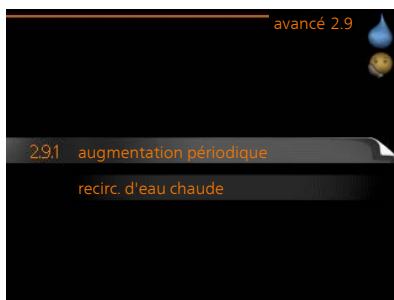 avancé 2.9
2.9.1 augmentation périodique
recirc. d'eau chaude